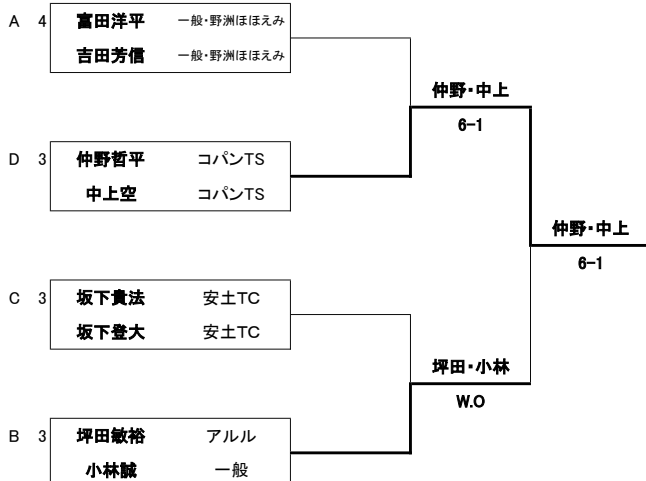 A 4 富田洋平 一般・野洲ほほえみ
吉田芳信 一般・野洲ほほえみ
仲野・中上
6-1
D 3 仲野哲平 コパンTS
中上空 コパンTS
仲野・中上
6-1
C 3 坂下貴法 安土TC
坂下登大 安土TC
坪田・小林
W.O
B 3 坪田敏裕 アルル
小林誠 一般